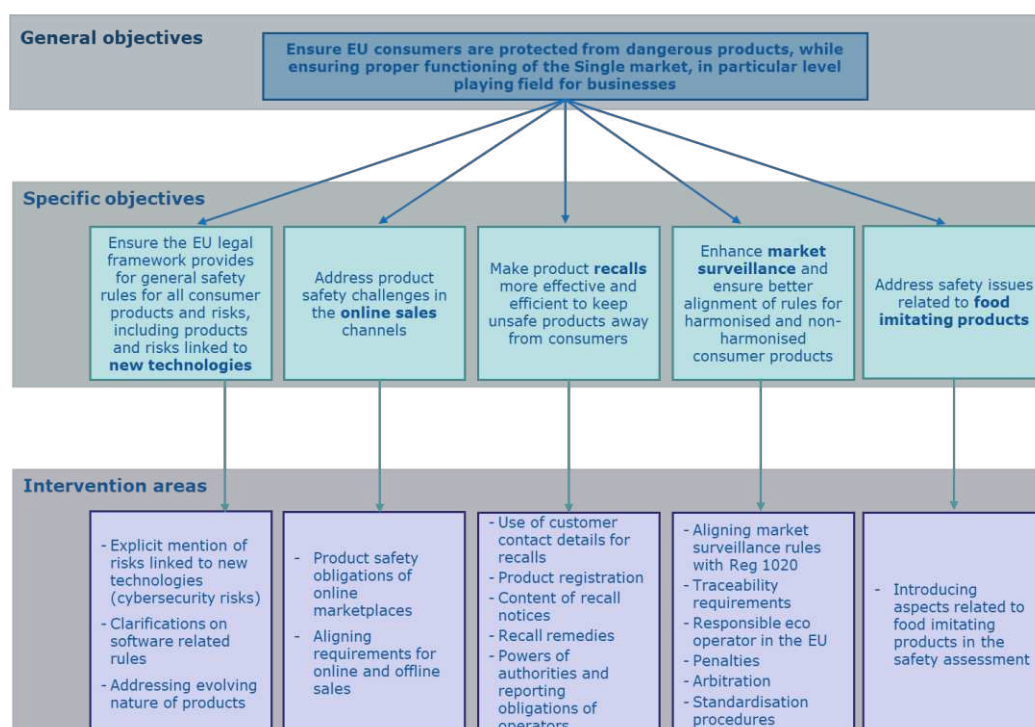 General objectives
Ensure EU consumers are protected from dangerous products, while
ensuring proper functioning of the Single market, in particular level
playing field for businesses
Specific objectives
Ensure the EU legal
framework provides
for general safety
rules for all consumer
products and risks,
including products
and risks linked to
new technologies
Address product
safety challenges in
the online sales
channels
Make product recalls
more effective and
efficient to keep
unsafe products away
from consumers
Enhance market
surveillance and
ensure better
alignment of rules for
harmonised and non-
harmonised
consumer products
Address safety issues
related to food
imitating products
Intervention areas
- Explicit mention of
risks linked to new
technologies
(cybersecurity risks)
- Clarifications on
software related
rules
- Addressing evolving
nature of products
- Product safety
obligations of
online
marketplaces
- Aligning
requirements for
online and offline
sales
- Use of customer
contact details for
recalls
- Product registration
- Content of recall
notices
- Recall remedies
- Powers of
authorities and
reporting
obligations of
operators
- Aligning market
surveillance rules
with Reg 1020
- Traceability
requirements
- Responsible eco
operator in the EU
- Penalties
- Arbitration
- Standardisation
procedures
- Introducing
aspects related to
food imitating
products in the
safety assessment